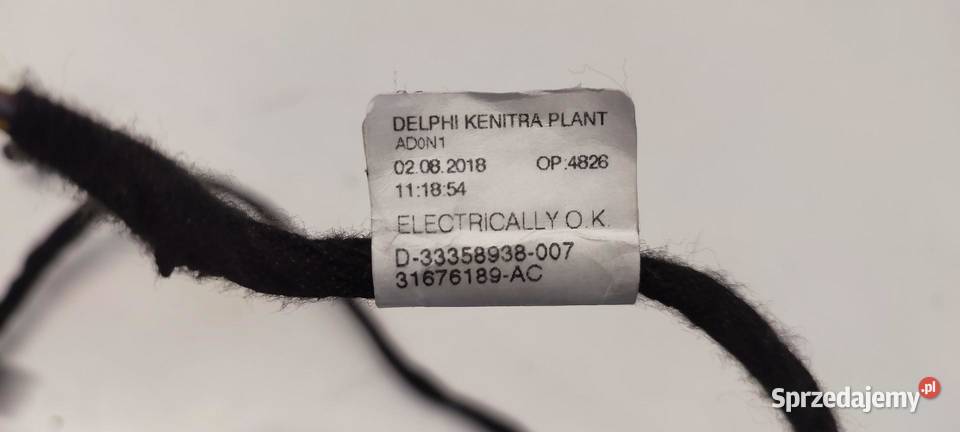 DELPHI KENITRA PLANT
AD0N1
02.08.2018 OP:4826
11:18:54
ELECTRICALLY O.K.
D-33358938-007
31676189-AC
Sprzedajemy.pl